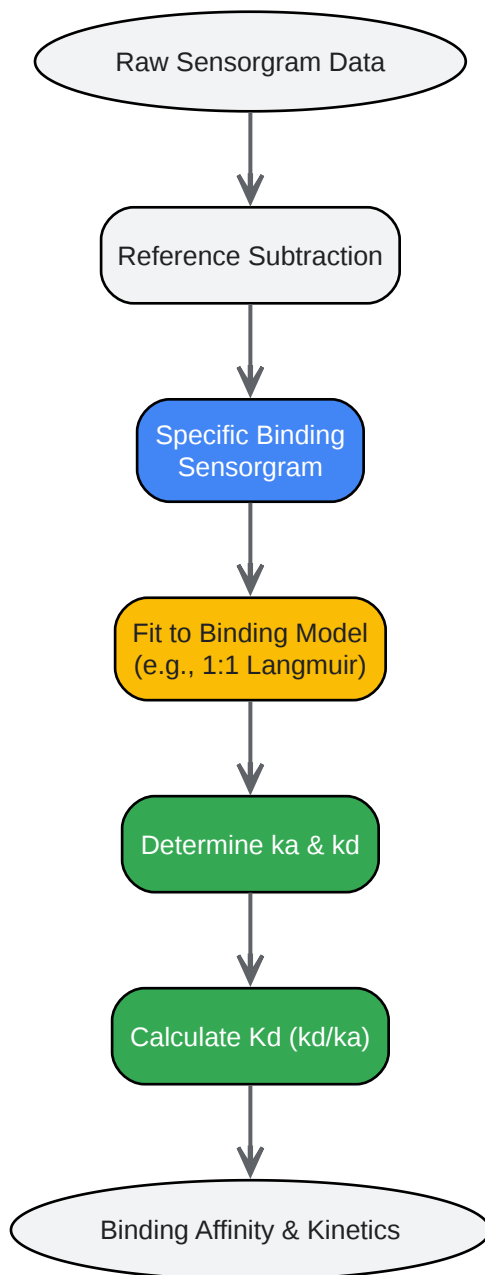 Raw Sensorgram Data
Reference Subtraction
Specific Binding
Sensorgram
Fit to Binding Model
(e.g., 1:1 Langmuir)
Determine ka & kd
Calculate Kd (kd/ka)
Binding Affinity & Kinetics